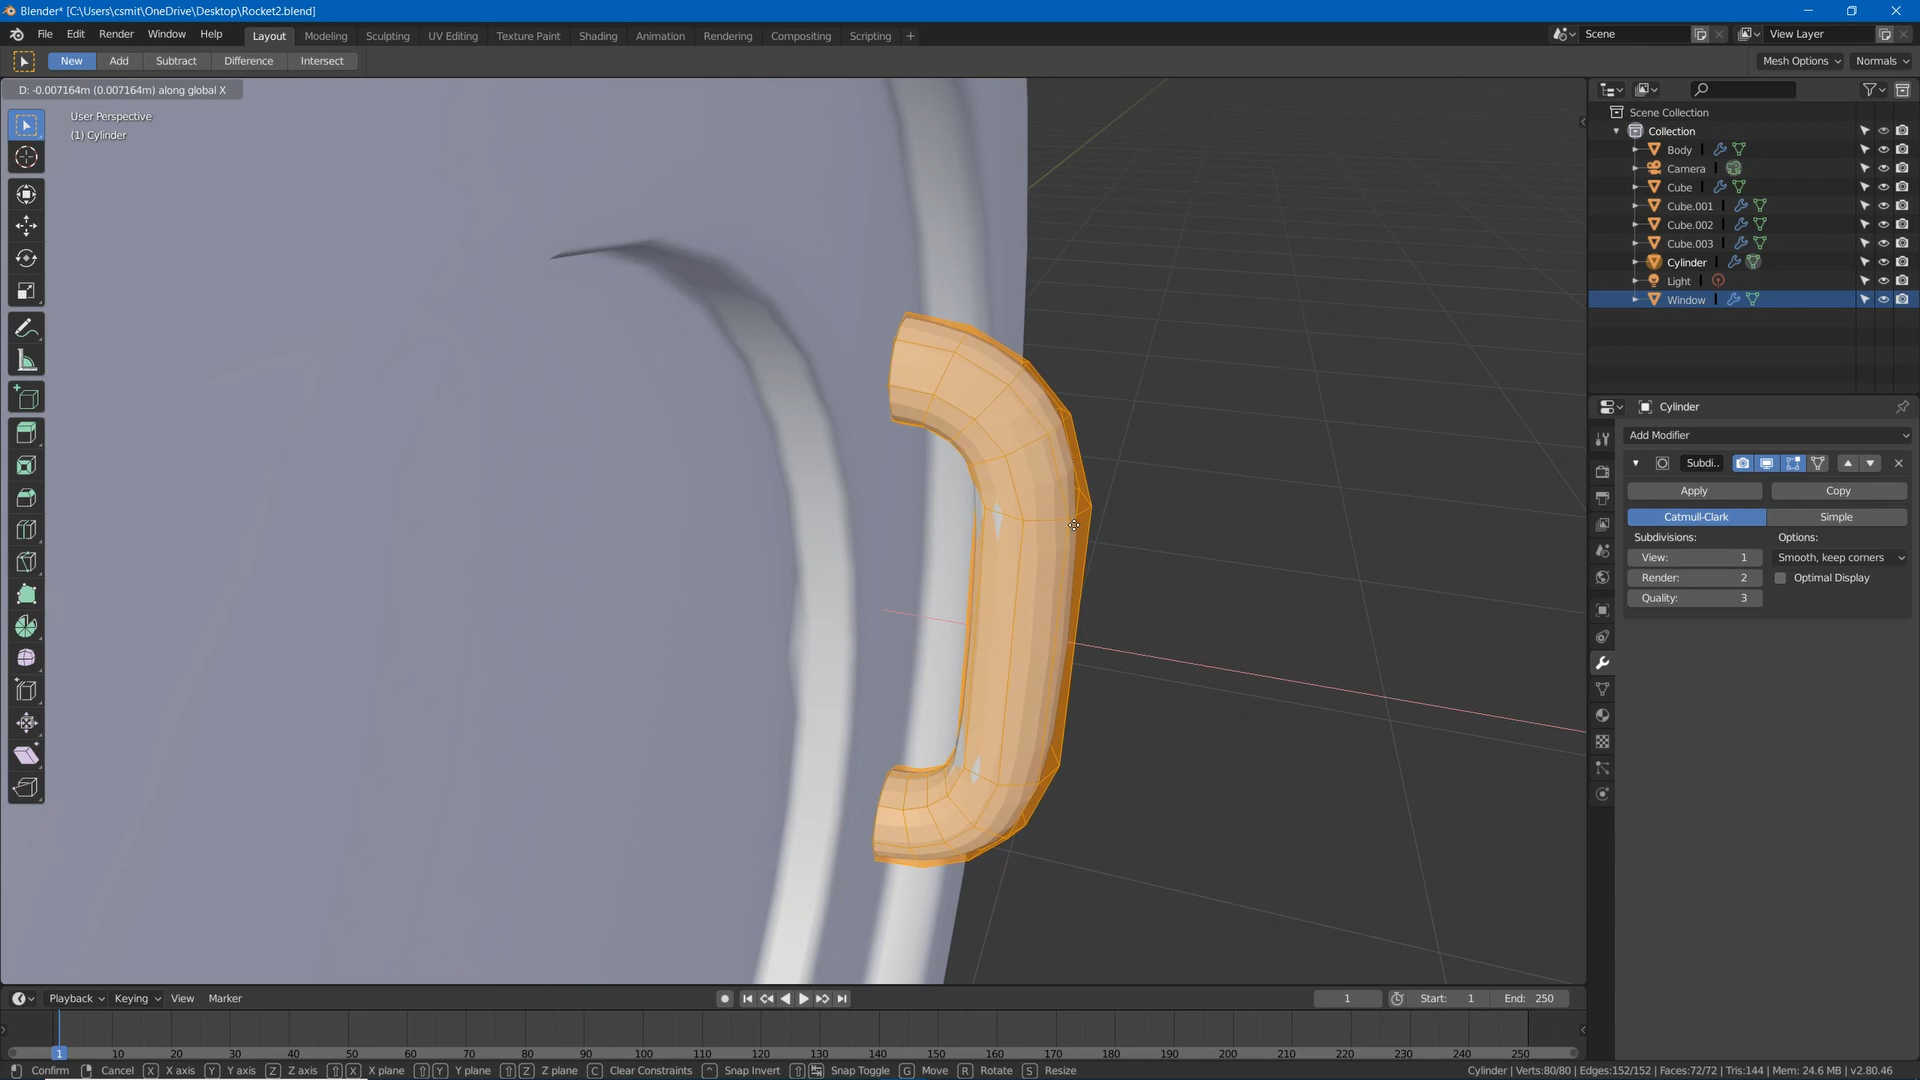 Blender* [C:\Users\csmit\OneDrive\Desktop\Rocket2.blend]
File Edit Render Window Help Layout Modeling Sculpting UV Editing Texture Paint Shading Animation Rendering Compositing Scripting + Scene View Layer
New Add Subtract Difference Intersect Mesh Options Normals
D: -0.007164m (0.007164m) along global X
User Perspective
(1) Cylinder
Scene Collection
Collection
Body
Camera
Cube
Cube.001
Cube.002
Cube.003
Cylinder
Light
Window
Cylinder
Add Modifier
Subdi..
Apply Copy
Catmull-Clark Simple
Subdivisions: Options:
View: 1 Smooth, keep corners
Render: 2 Optimal Display
Quality: 3
Playback Keying View Marker 1 Start: 1 End: 250
1 10 20 30 40 50 60 70 80 90 100 110 120 130 140 150 160 170 180 190 200 210 220 230 240 250
Confirm Cancel X X axis Y Y axis Z Z axis X X plane Y Y plane Z Z plane C Clear Constraints ^ Snap Invert Snap Toggle G Move R Rotate S Resize Cylinder | Verts:80/80 | Edges:152/152 | Faces:72/72 | Tris:144 | Mem: 24.6 MB | v2.80.46